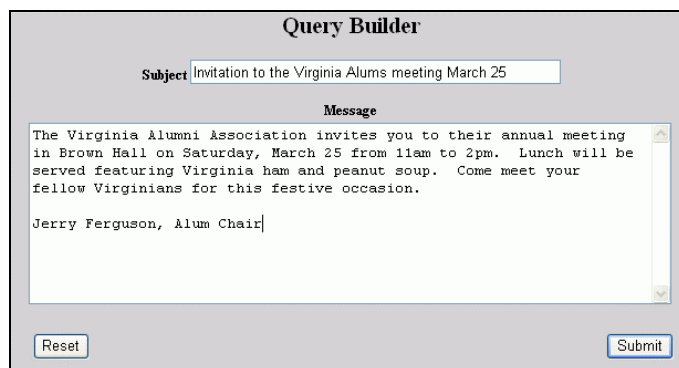 Query Builder
Subject Invitation to the Virginia Alums meeting March 25
Message
The Virginia Alumni Association invites you to their annual meeting
in Brown Hall on Saturday, March 25 from 11am to 2pm.  Lunch will be
served featuring Virginia ham and peanut soup.  Come meet your
fellow Virginians for this festive occasion.
Jerry Ferguson, Alum Chair
Reset Submit